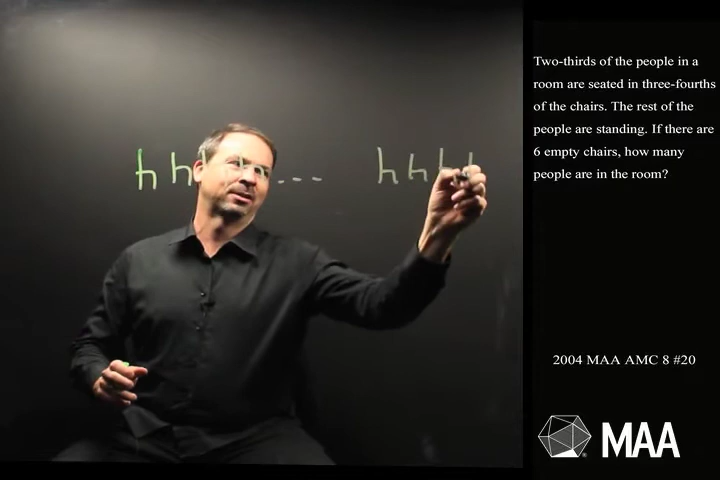 Two-thirds of the people in a
room are seated in three-fourths
of the chairs. The rest of the
people are standing. If there are
6 empty chairs, how many
people are in the room?
2004 MAA AMC 8 #20
MAA